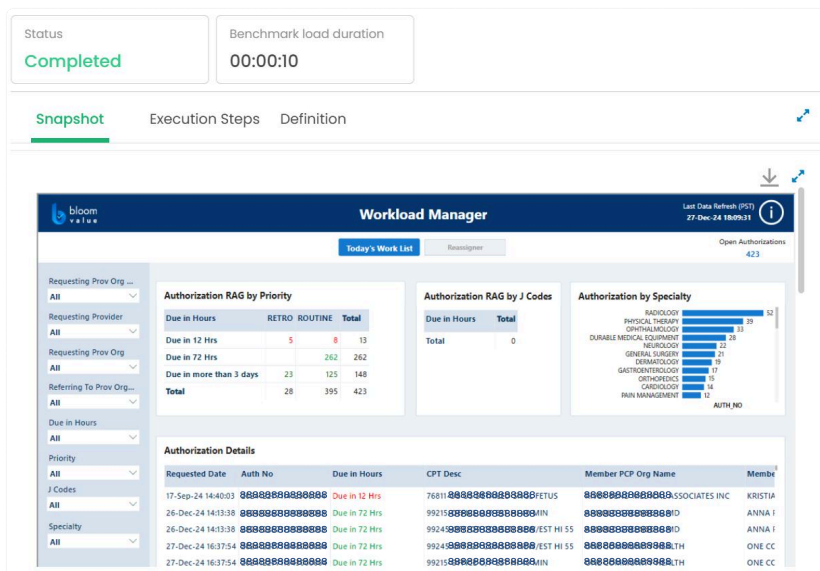 Status
Completed
Benchmark load duration
00:00:10
Snapshot Execution Steps Definition
bloom
value
Workload Manager
Last Data Refresh (PST)
27-Dec-24 18:09:31
Today's Work List Reassigner
Open Authorizations
423
Requesting Prov Org ...
All
Requesting Provider
All
Requesting Prov Org
All
Referring To Prov Org...
All
Due in Hours
All
Priority
All
J Codes
All
Specialty
All
Authorization RAG by Priority
Due in Hours RETRO ROUTINE Total
Due in 12 Hrs 5 8 13
Due in 72 Hrs 262 262
Due in more than 3 days 23 125 148
Total 28 395 423
Authorization RAG by J Codes
Due in Hours Total
Total 0
Authorization by Specialty
RADIOLOGY 52
PHYSICAL THERAPY 39
OPHTHALMOLOGY 33
DURABLE MEDICAL EQUIPMENT 28
NEUROLOGY 22
GENERAL SURGERY 21
DERMATOLOGY 19
GASTROENTEROLOGY 17
ORTHOPEDICS 15
CARDIOLOGY 14
PAIN MANAGEMENT 12
AUTH_NO
Authorization Details
Requested Date Auth No Due in Hours CPT Desc Member PCP Org Name Membe
17-Sep-24 14:40:03 Due in 12 Hrs 76811 FETUS ASSOCIATES INC KRISTIA
26-Dec-24 14:13:38 Due in 72 Hrs 99215 MIN MD ANNA
26-Dec-24 14:13:38 Due in 72 Hrs 99245 /EST HI 55 MD ANNA
27-Dec-24 16:37:54 Due in 72 Hrs 99245 /EST HI 55 LTH ONE CC
27-Dec-24 16:37:54 Due in 72 Hrs 99215 MIN LTH ONE CC